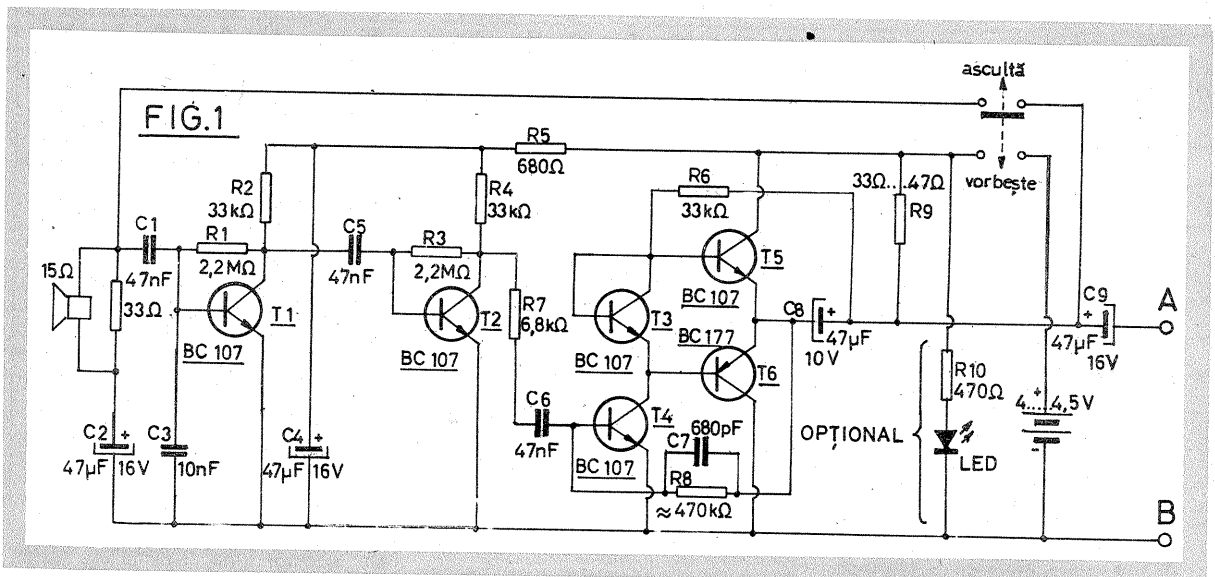 FIG.1
ascultă
vorbește
R5
680Ω
R2
33kΩ
R4
33kΩ
R6
33kΩ
33Ω....47Ω
R9
C1
47nF
R1
2,2MΩ
C5
47nF
R3
2,2MΩ
15Ω
33Ω
T1
BC 107
T2
BC 107
R7
6,8kΩ
T3
BC 107
T5
BC 107
BC 177
T6
C8
+
47µF
10V
C9
+
47µF
16V
A
R10
470Ω
LED
OPȚIONAL
+
4....4,5V
-
C2
+
47µF
16V
C3
10nF
C4
+
47µF
16V
C6
47nF
T4
BC 107
680pF
C7
R8
≈470kΩ
B